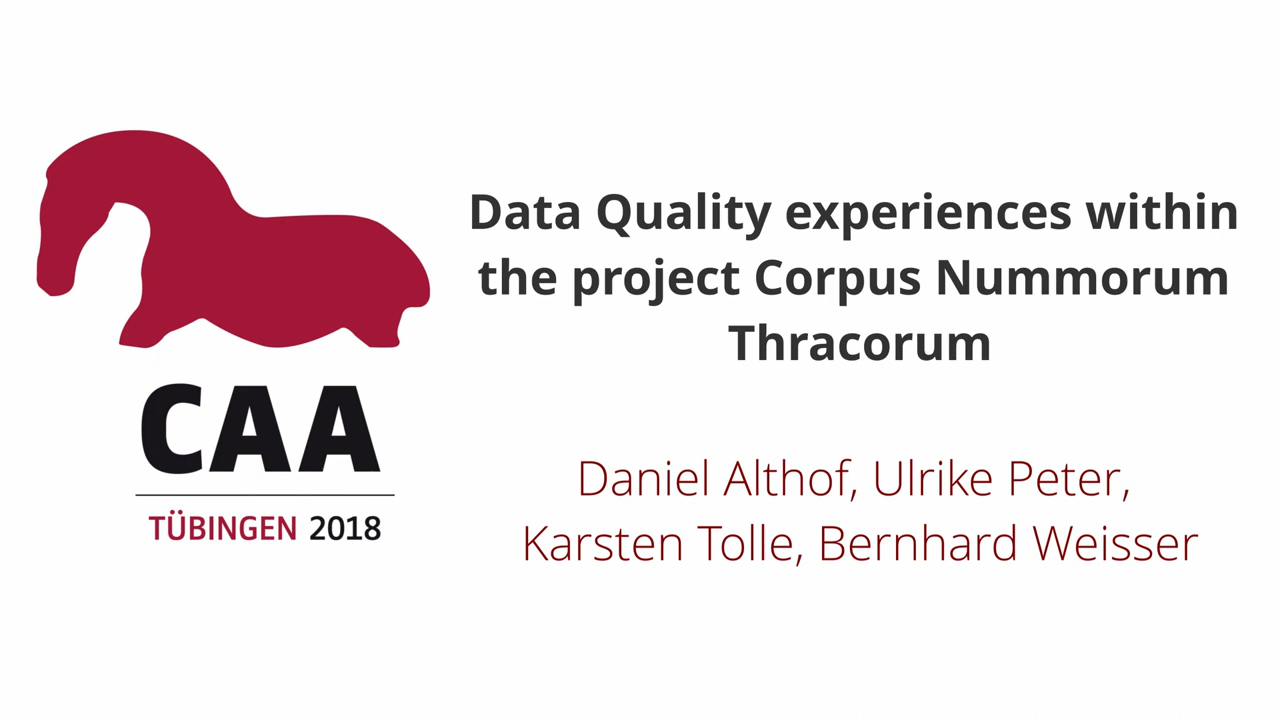 Data Quality experiences within
the project Corpus Nummorum
Thracorum
Daniel Althof, Ulrike Peter,
Karsten Tolle, Bernhard Weisser
CAA
TÜBINGEN 2018